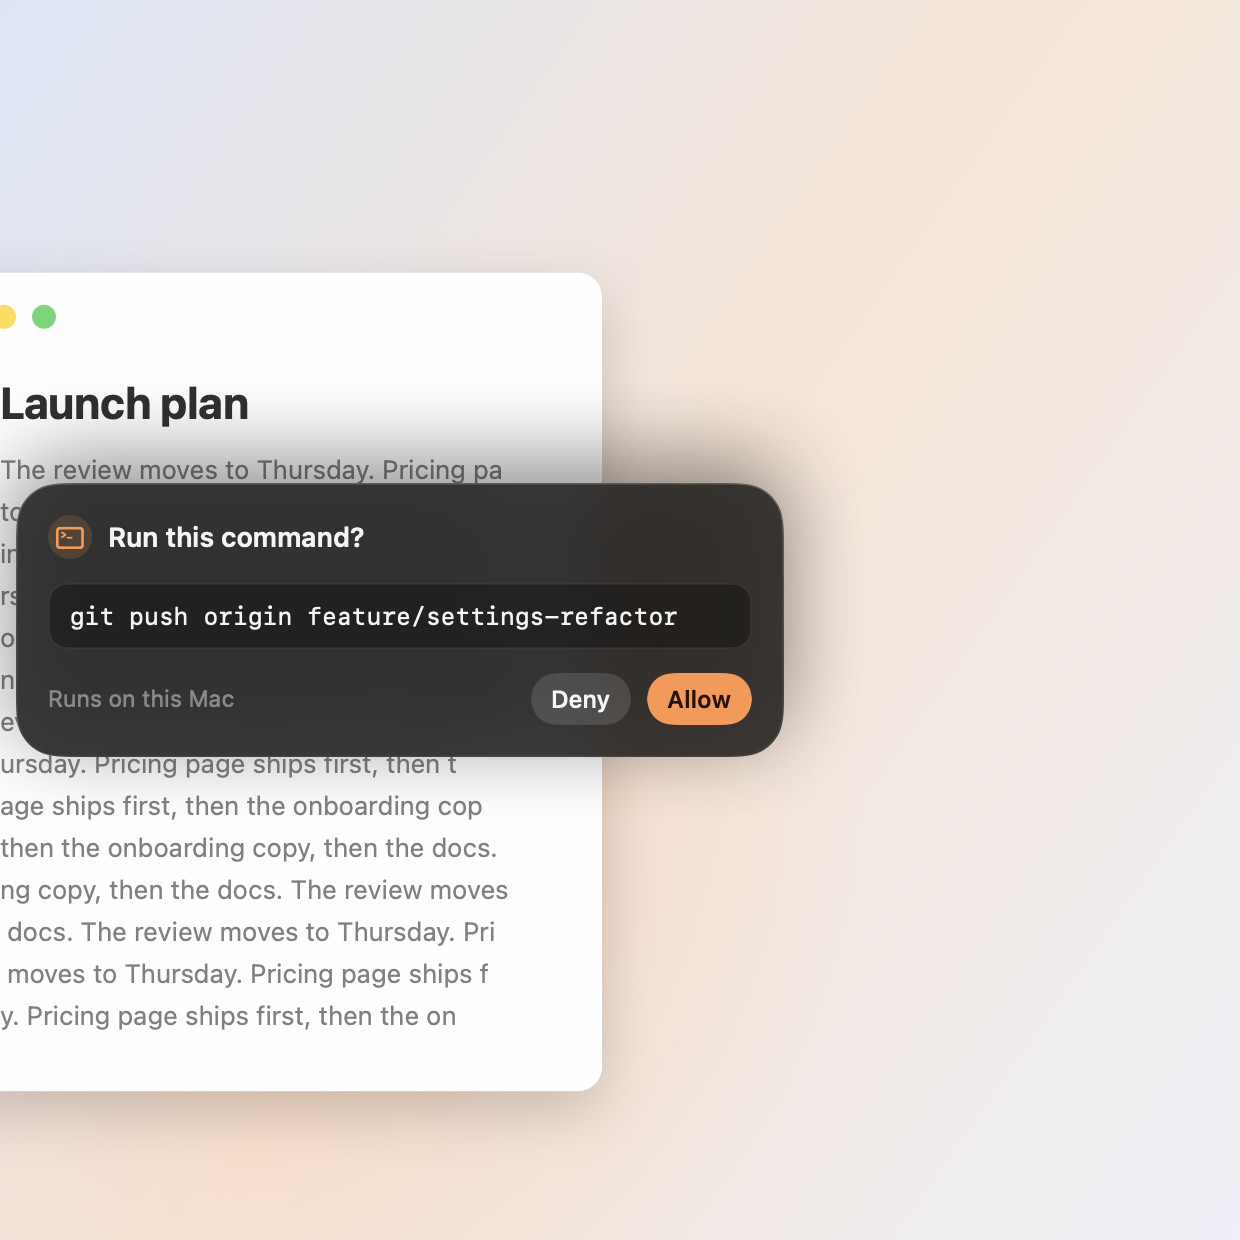 Launch plan
The review moves to Thursday. Pricing pa
Run this command?
git push origin feature/settings-refactor
Runs on this Mac
Deny
Allow
ursday. Pricing page ships first, then t
age ships first, then the onboarding cop
then the onboarding copy, then the docs.
ng copy, then the docs. The review moves
docs. The review moves to Thursday. Pri
moves to Thursday. Pricing page ships f
y. Pricing page ships first, then the on